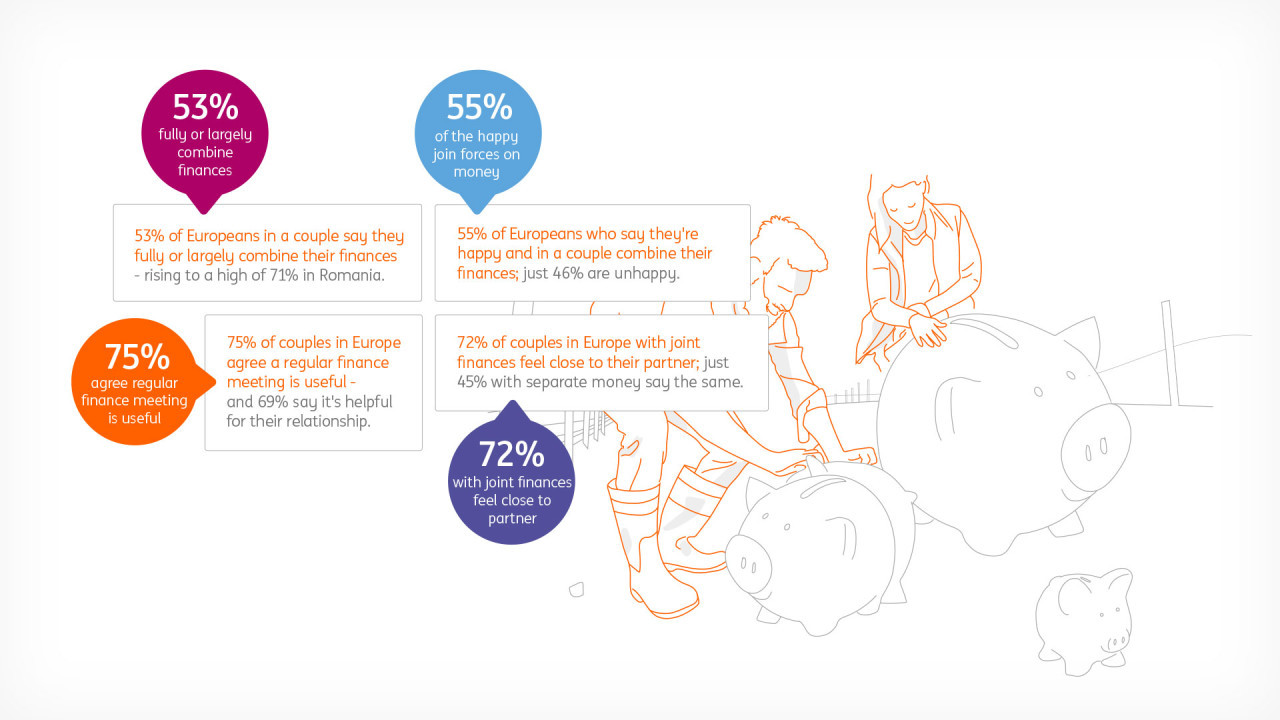 53%
fully or largely
combine
finances
55%
of the happy
join forces on
money
53% of Europeans in a couple say they
fully or largely combine their finances
- rising to a high of 71% in Romania.
55% of Europeans who say they're
happy and in a couple combine their
finances; just 46% are unhappy.
75%
agree regular
finance meeting
is useful
75% of couples in Europe
agree a regular finance
meeting is useful -
and 69% say it's helpful
for their relationship.
72% of couples in Europe with joint
finances feel close to their partner; just
45% with separate money say the same.
72%
with joint finances
feel close to
partner